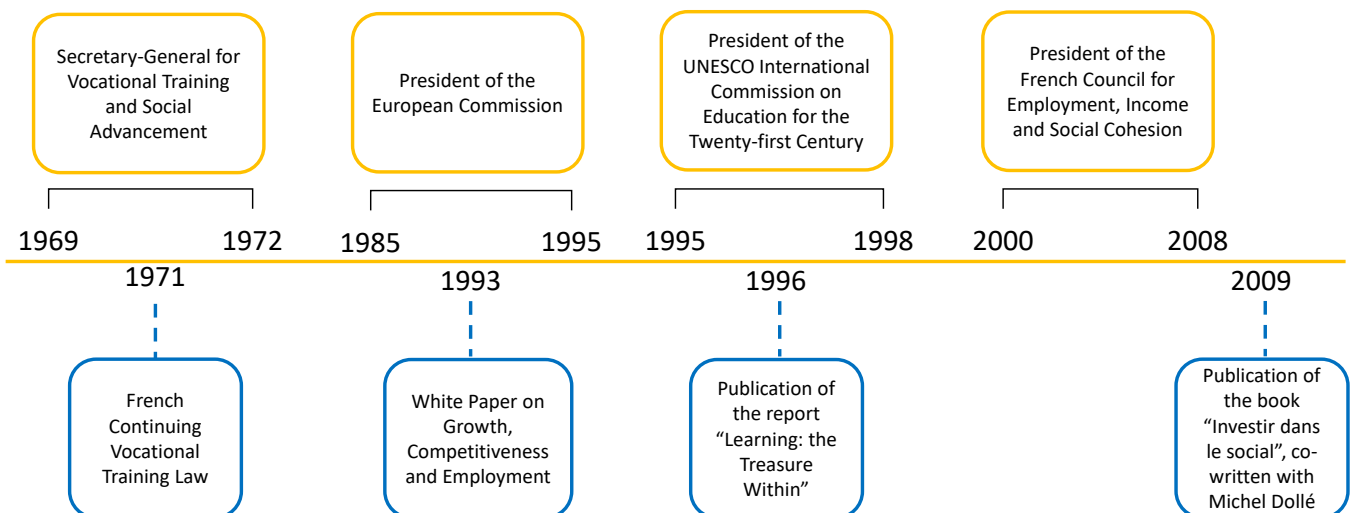 Secretary-General for
Vocational Training
and Social
Advancement
President of the
European Commission
President of the
UNESCO International
Commission on
Education for the
Twenty-first Century
President of the
French Council for
Employment, Income
and Social Cohesion
1969
1972
1985
1995
1995
1998
2000
2008
1971
1993
1996
2009
French
Continuing
Vocational
Training Law
White Paper on
Growth,
Competitiveness
and Employment
Publication of
the report
“Learning: the
Treasure
Within”
Publication of
the book
“Investir dans
le social”, co-
written with
Michel Dollé